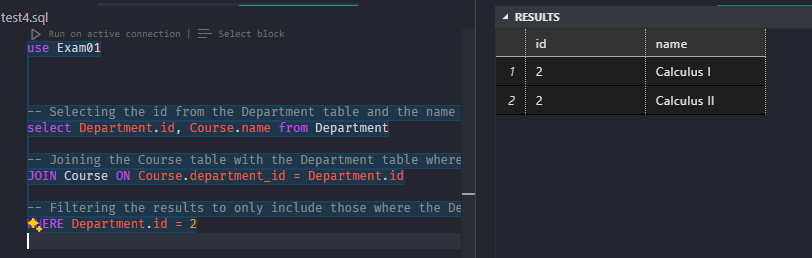 test4.sql
Run on active connection | Select block
use Exam01
-- Selecting the id from the Department table and the name
select Department.id, Course.name from Department
-- Joining the Course table with the Department table where
JOIN Course ON Course.department_id = Department.id
-- Filtering the results to only include those where the De
WHERE Department.id = 2
RESULTS
id name
1 2 Calculus I
2 2 Calculus II